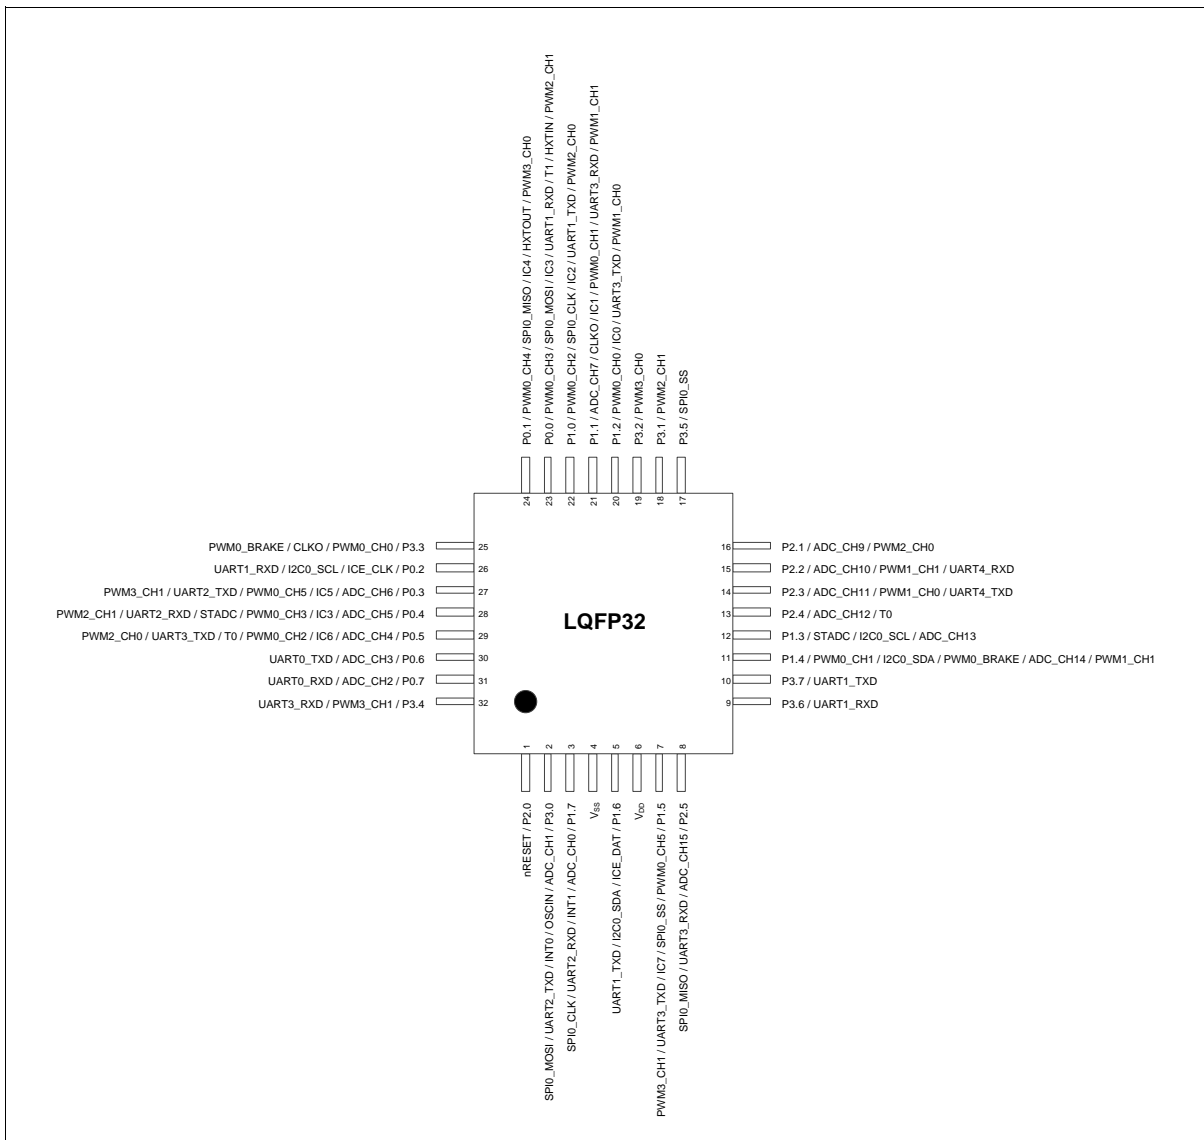 P0.1 / PWM0_CH4 / SPI0_MISO / IC4 / HXTOUT / PWM3_CH0
P0.0 / PWM0_CH3 / SPI0_MOSI / IC3 / UART1_RXD / T1 / HXTIN / PWM2_CH1
P1.0 / PWM0_CH2 / SPI0_CLK / IC2 / UART1_TXD / PWM2_CH0
P1.1 / ADC_CH7 / CLKO / IC1 / PWM0_CH1 / UART3_RXD / PWM1_CH1
P1.2 / PWM0_CH0 / IC0 / UART3_TXD / PWM1_CH0
P3.2 / PWM3_CH0
P3.1 / PWM2_CH1
P3.5 / SPI0_SS
24 23 22 21 20 19 18 17
PWM0_BRAKE / CLKO / PWM0_CH0 / P3.3 25
UART1_RXD / I2C0_SCL / ICE_CLK / P0.2 26
PWM3_CH1 / UART2_TXD / PWM0_CH5 / IC5 / ADC_CH6 / P0.3 27
PWM2_CH1 / UART2_RXD / STADC / PWM0_CH3 / IC3 / ADC_CH5 / P0.4 28
PWM2_CH0 / UART3_TXD / T0 / PWM0_CH2 / IC6 / ADC_CH4 / P0.5 29
UART0_TXD / ADC_CH3 / P0.6 30
UART0_RXD / ADC_CH2 / P0.7 31
UART3_RXD / PWM3_CH1 / P3.4 32
LQFP32
16 P2.1 / ADC_CH9 / PWM2_CH0
15 P2.2 / ADC_CH10 / PWM1_CH1 / UART4_RXD
14 P2.3 / ADC_CH11 / PWM1_CH0 / UART4_TXD
13 P2.4 / ADC_CH12 / T0
12 P1.3 / STADC / I2C0_SCL / ADC_CH13
11 P1.4 / PWM0_CH1 / I2C0_SDA / PWM0_BRAKE / ADC_CH14 / PWM1_CH1
10 P3.7 / UART1_TXD
9 P3.6 / UART1_RXD
1 2 3 4 5 6 7 8
nRESET / P2.0
SPI0_MOSI / UART2_TXD / INT0 / OSCIN / ADC_CH1 / P3.0
SPI0_CLK / UART2_RXD / INT1 / ADC_CH0 / P1.7
VSS
UART1_TXD / I2C0_SDA / ICE_DAT / P1.6
VDD
PWM3_CH1 / UART3_TXD / IC7 / SPI0_SS / PWM0_CH5 / P1.5
SPI0_MISO / UART3_RXD / ADC_CH15 / P2.5